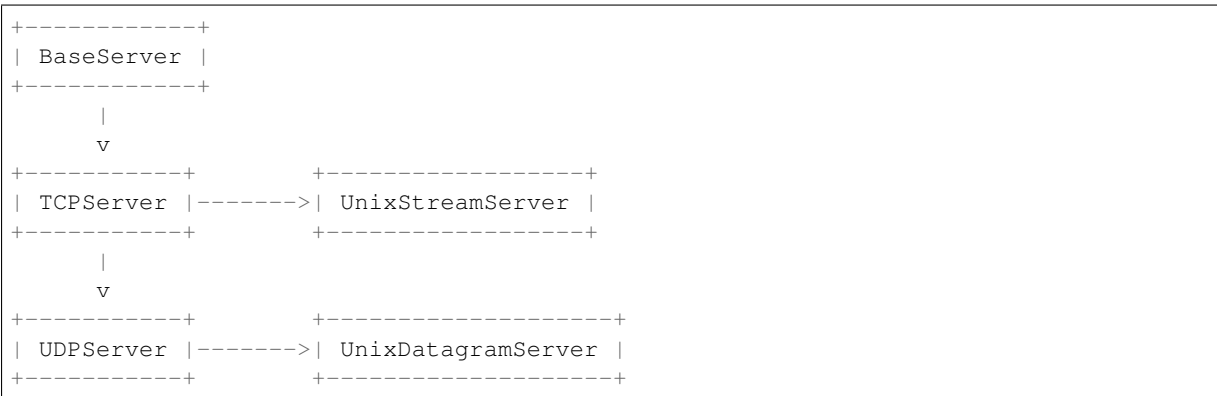 +------------+
| BaseServer |
+------------+
      |
      v
+-----------+        +------------------+
| TCPServer |------->| UnixStreamServer |
+-----------+        +------------------+
      |
      v
+-----------+        +--------------------+
| UDPServer |------->| UnixDatagramServer |
+-----------+        +--------------------+